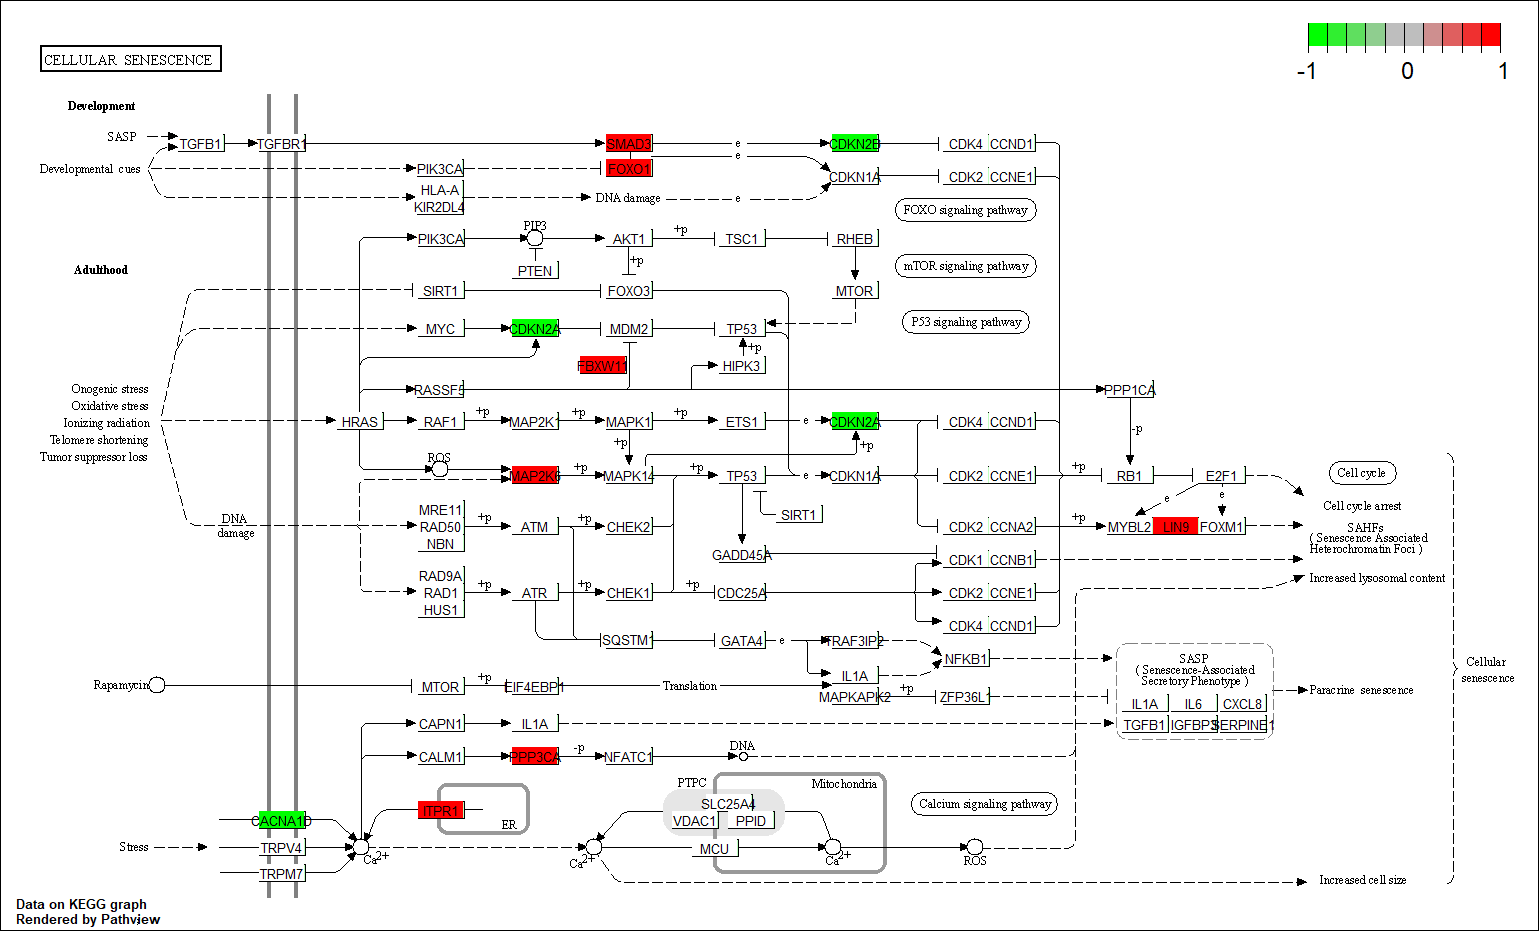 CELLULAR SENESCENCE
-1 0 1
Development
SASP
TGFB1 TGFBR1 SMAD3 e CDKN2B CDK4 CCND1
e
Developmental cues PIK3CA FOXO1 CDKN1A CDK2 CCNE1
HLA-A
KIR2DL4 DNA damage e
FOXO signaling pathway
PIP3
PIK3CA AKT1 +p TSC1 RHEB
+p
PTEN
mTOR signaling pathway
Adulthood
SIRT1 FOXO3 MTOR
P53 signaling pathway
MYC CDKN2A MDM2 TP53
+p
FBXW11 HIPK3
Onogenic stress
Oxidative stress
Ionizing radiation
Telomere shortening
Tumor suppressor loss
RASSF5 PPP1CA
HRAS RAF1 +p MAP2K1 +p MAPK1 +p ETS1 e CDKN2A CDK4 CCND1
-p
+p +p
ROS
MAP2K6 +p MAPK14 +p TP53 e CDKN1A CDK2 CCNE1 +p RB1 E2F1
Cell cycle
e e
Cell cycle arrest
SIRT1
DNA
damage
MRE11
RAD50
NBN
+p ATM +p CHEK2 CDK2 CCNA2 +p MYBL2 LIN9 FOXM1
SAHFs
( Senescence Associated
Heterochromatin Foci )
GADD45A CDK1 CCNB1
Increased lysosomal content
RAD9A
RAD1
HUS1
+p ATR +p CHEK1 +p CDC25A CDK2 CCNE1
CDK4 CCND1
SQSTM1 GATA4 e TRAF3IP2
NFKB1
IL1A
Rapamycin MTOR +p EIF4EBP1 Translation
MAPKAPK2 +p ZFP36L1
SASP
( Senescence-Associated
Secretory Phenotype )
IL1A IL6 CXCL8
TGFB1 IGFBP3 SERPINE1
Paracrine senescence
Cellular
senescence
CAPN1 IL1A
CALM1 PPP3CA -p NFATC1 DNA
PTPC Mitochondria
SLC25A4
VDAC1 PPID
MCU
Calcium signaling pathway
ITPR1
ER
CACNA1D
Stress TRPV4
TRPM7
Ca2+ Ca2+ Ca2+ ROS
Increased cell size
Data on KEGG graph
Rendered by Pathview